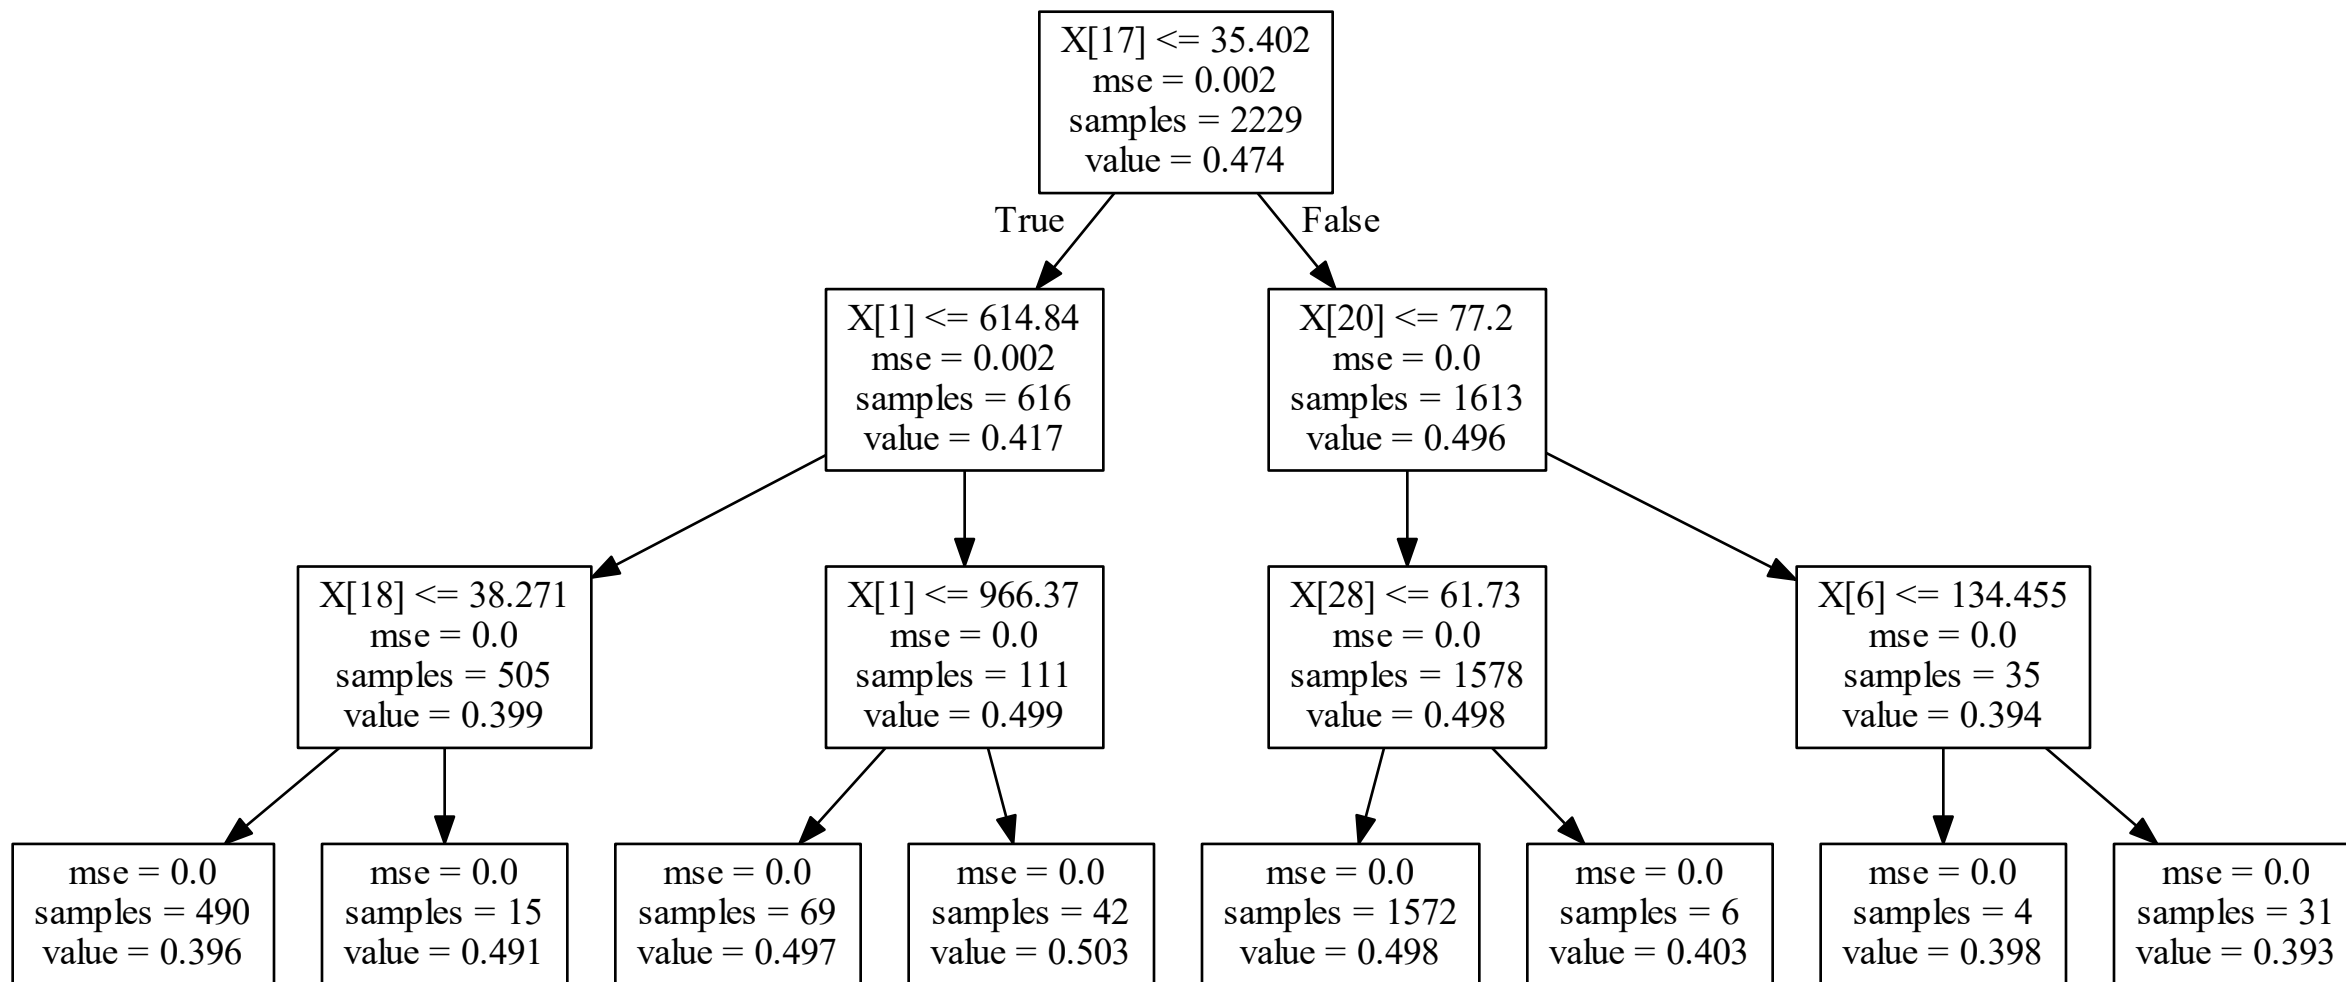 X[17] <= 35.402
mse = 0.002
samples = 2229
value = 0.474
True
False
X[1] <= 614.84
mse = 0.002
samples = 616
value = 0.417
X[20] <= 77.2
mse = 0.0
samples = 1613
value = 0.496
X[18] <= 38.271
mse = 0.0
samples = 505
value = 0.399
X[1] <= 966.37
mse = 0.0
samples = 111
value = 0.499
X[28] <= 61.73
mse = 0.0
samples = 1578
value = 0.498
X[6] <= 134.455
mse = 0.0
samples = 35
value = 0.394
mse = 0.0
samples = 490
value = 0.396
mse = 0.0
samples = 15
value = 0.491
mse = 0.0
samples = 69
value = 0.497
mse = 0.0
samples = 42
value = 0.503
mse = 0.0
samples = 1572
value = 0.498
mse = 0.0
samples = 6
value = 0.403
mse = 0.0
samples = 4
value = 0.398
mse = 0.0
samples = 31
value = 0.393